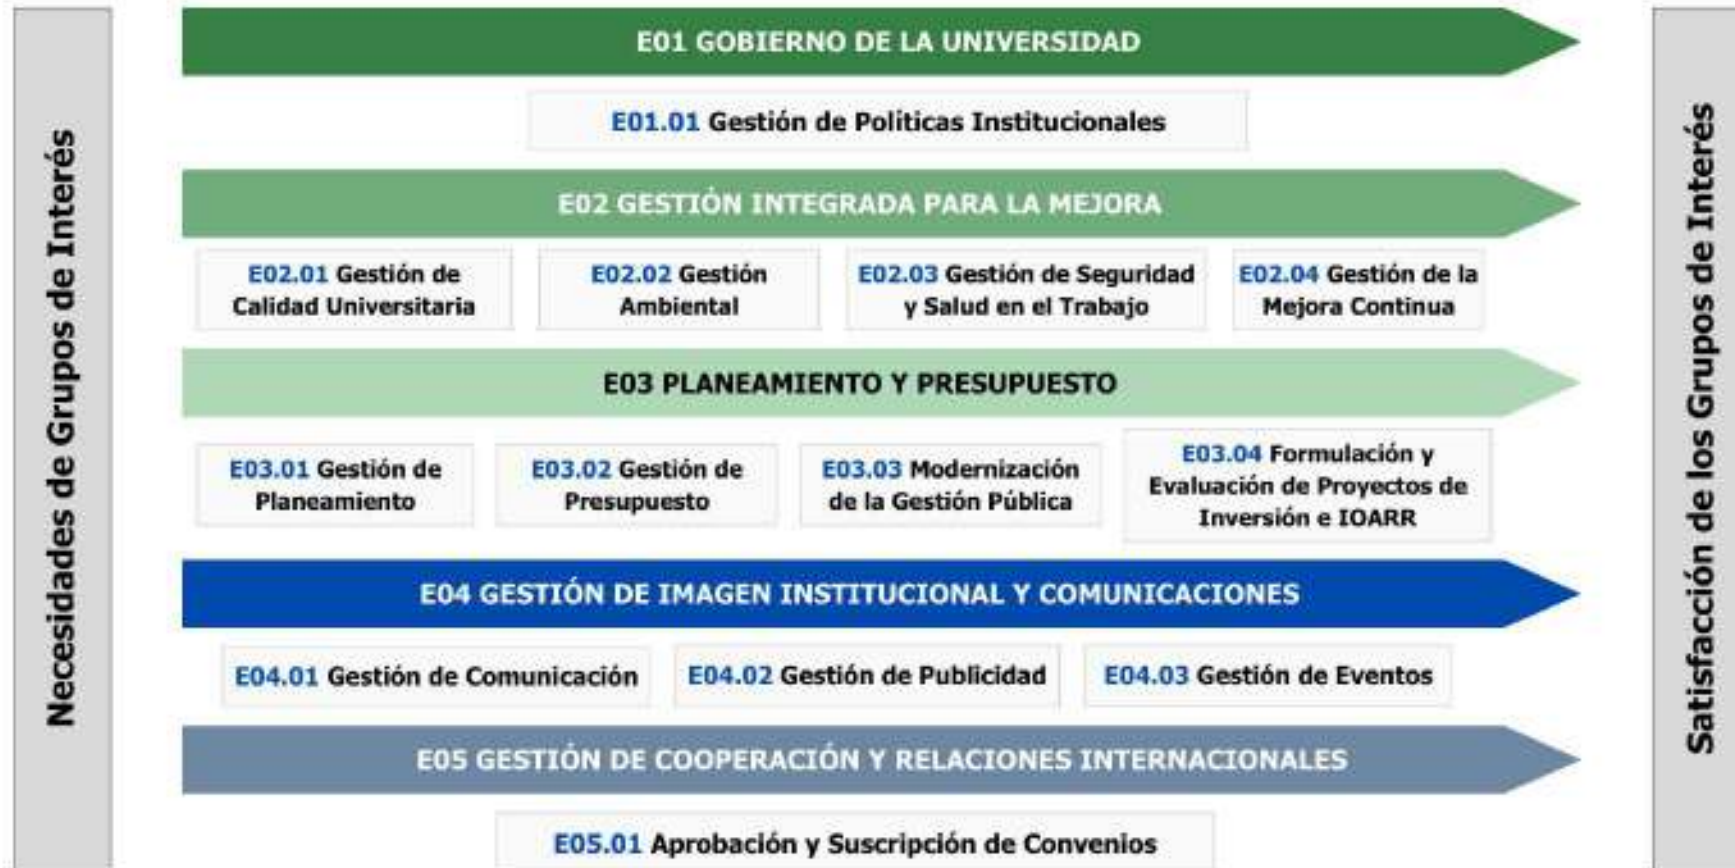 Necesidades de Grupos de Interés
E01 GOBIERNO DE LA UNIVERSIDAD
E01.01 Gestión de Políticas Institucionales
E02 GESTIÓN INTEGRADA PARA LA MEJORA
E02.01 Gestión de
Calidad Universitaria
E02.02 Gestión
Ambiental
E02.03 Gestión de Seguridad
y Salud en el Trabajo
E02.04 Gestión de la
Mejora Continua
E03 PLANEAMIENTO Y PRESUPUESTO
E03.01 Gestión de
Planeamiento
E03.02 Gestión de
Presupuesto
E03.03 Modernización
de la Gestión Pública
E03.04 Formulación y
Evaluación de Proyectos de
Inversión e IOARR
E04 GESTIÓN DE IMAGEN INSTITUCIONAL Y COMUNICACIONES
E04.01 Gestión de Comunicación
E04.02 Gestión de Publicidad
E04.03 Gestión de Eventos
E05 GESTIÓN DE COOPERACIÓN Y RELACIONES INTERNACIONALES
E05.01 Aprobación y Suscripción de Convenios
Satisfacción de los Grupos de Interés